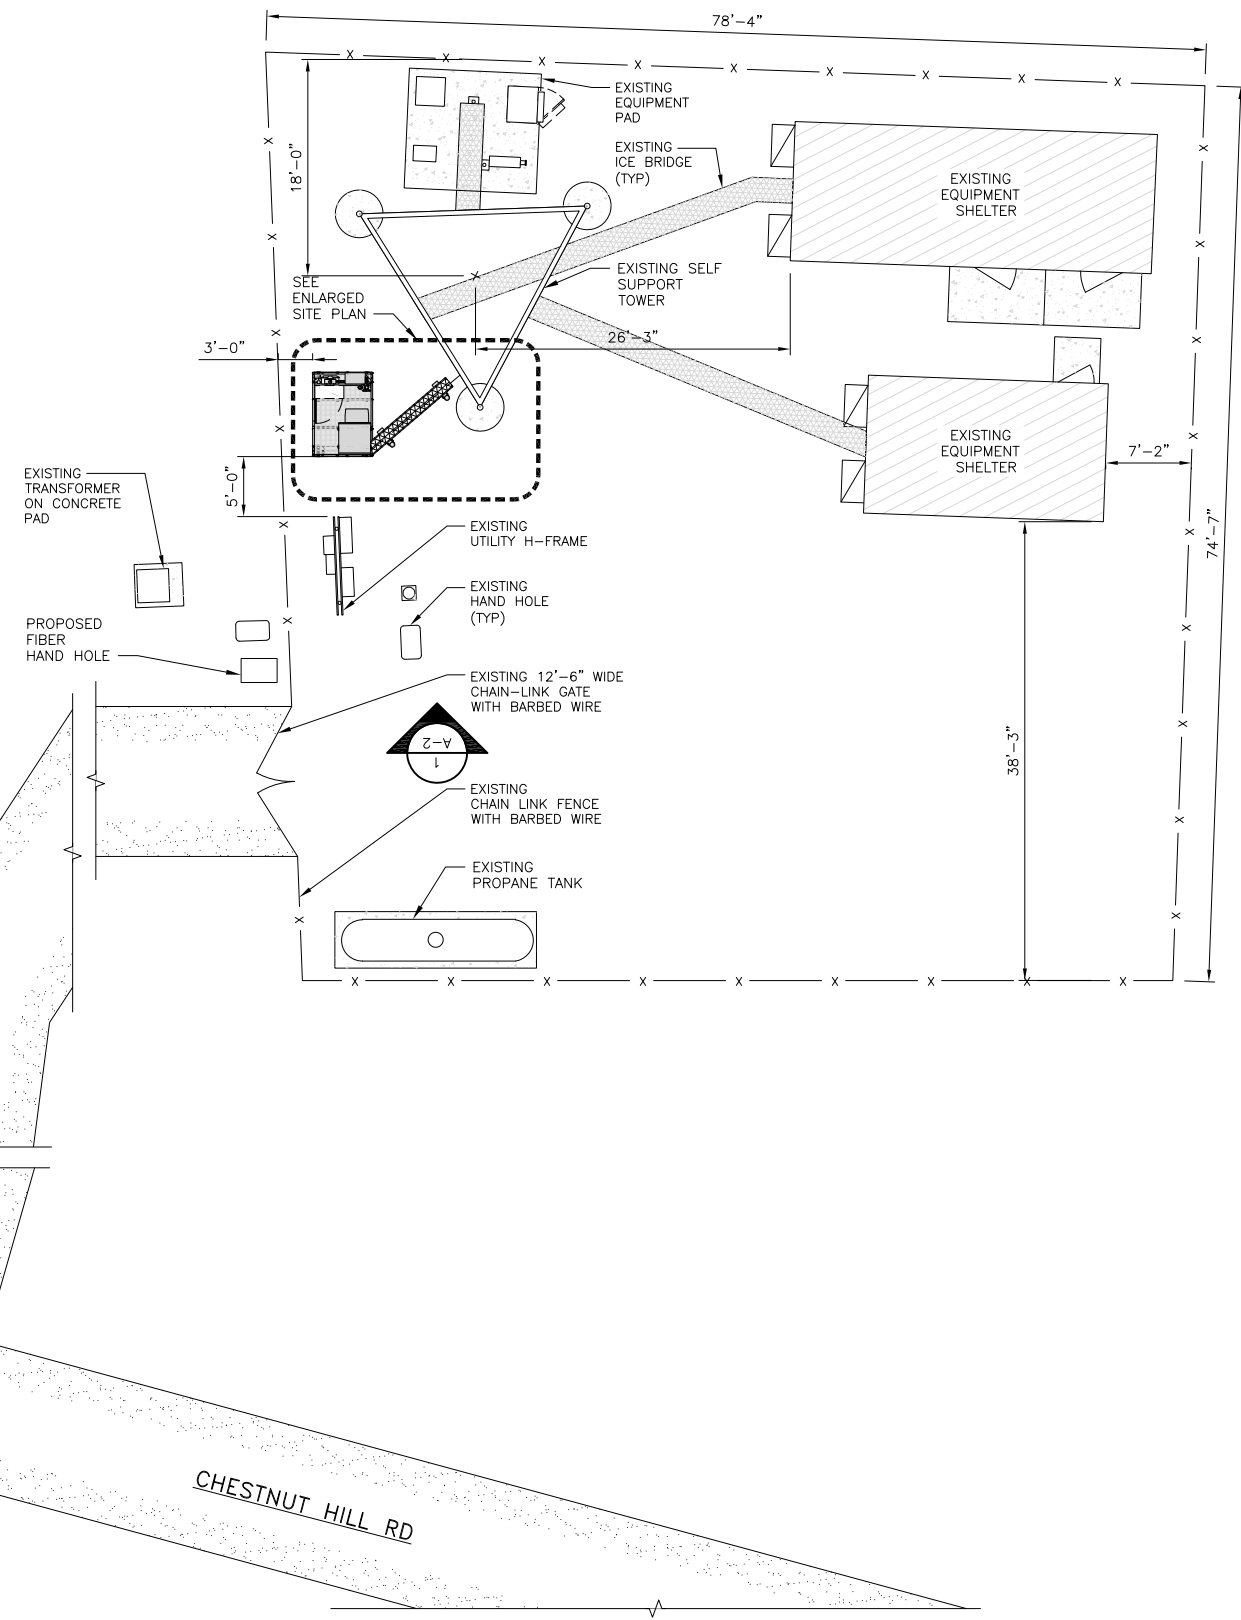 78'-4"
EXISTING
EQUIPMENT
PAD
18'-0"
EXISTING
ICE BRIDGE
(TYP)
EXISTING
EQUIPMENT
SHELTER
SEE
ENLARGED
SITE PLAN
EXISTING SELF
SUPPORT
TOWER
3'-0"
26'-3"
EXISTING
EQUIPMENT
SHELTER
7'-2"
EXISTING
TRANSFORMER
ON CONCRETE
PAD
5'-0"
EXISTING
UTILITY H-FRAME
74'-7"
EXISTING
HAND HOLE
(TYP)
PROPOSED
FIBER
HAND HOLE
EXISTING 12'-6" WIDE
CHAIN-LINK GATE
WITH BARBED WIRE
1
A-2
38'-3"
EXISTING
CHAIN LINK FENCE
WITH BARBED WIRE
EXISTING
PROPANE TANK
CHESTNUT HILL RD